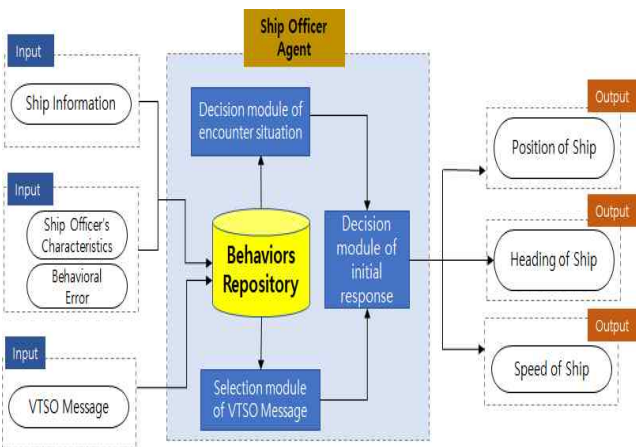 Ship Officer
Agent
Input
Ship Information
Input
Ship Officer's
Characteristics
Behavioral
Error
Input
VTSO Message
Decision module of
encounter situation
Behaviors
Repository
Selection module
of VTSO Message
Decision
module of
initial
response
Output
Position of Ship
Output
Heading of Ship
Output
Speed of Ship